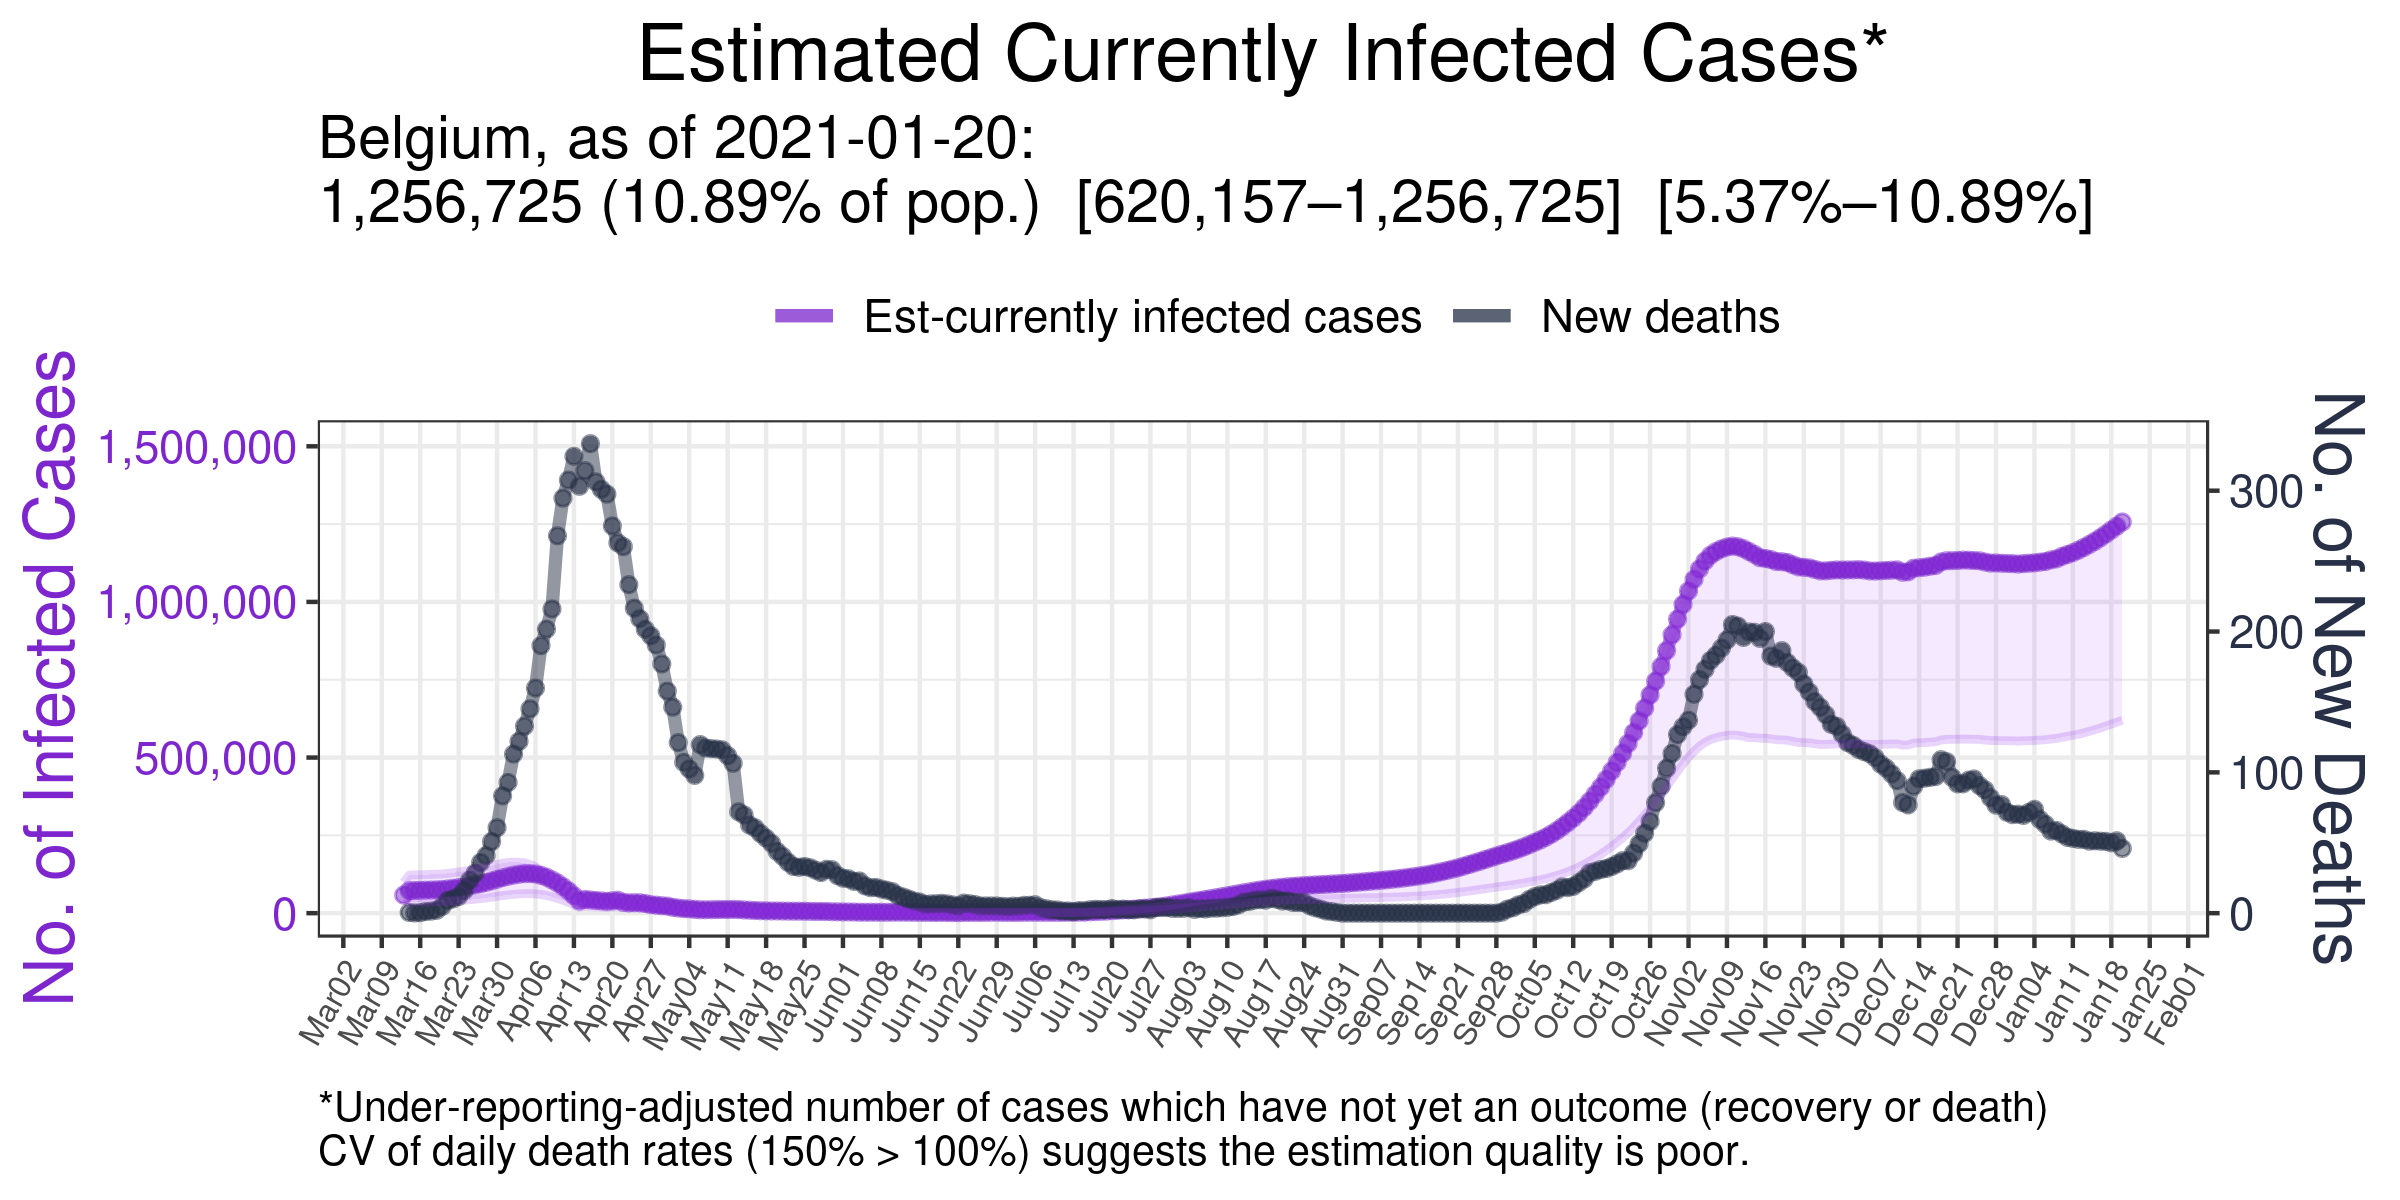 Estimated Currently Infected Cases*
Belgium, as of 2021-01-20:
1,256,725 (10.89% of pop.) [620,157–1,256,725] [5.37%–10.89%]
Est-currently infected cases
New deaths
No. of Infected Cases
1,500,000
1,000,000
500,000
0
300
200
100
0
No. of New Deaths
Mar02
Mar09
Mar16
Mar23
Mar30
Apr06
Apr13
Apr20
Apr27
May04
May11
May18
May25
Jun01
Jun08
Jun15
Jun22
Jun29
Jul06
Jul13
Jul20
Jul27
Aug03
Aug10
Aug17
Aug24
Aug31
Sep07
Sep14
Sep21
Sep28
Oct05
Oct12
Oct19
Oct26
Nov02
Nov09
Nov16
Nov23
Nov30
Dec07
Dec14
Dec21
Dec28
Jan04
Jan11
Jan18
Jan25
Feb01
*Under-reporting-adjusted number of cases which have not yet an outcome (recovery or death)
CV of daily death rates (150% > 100%) suggests the estimation quality is poor.